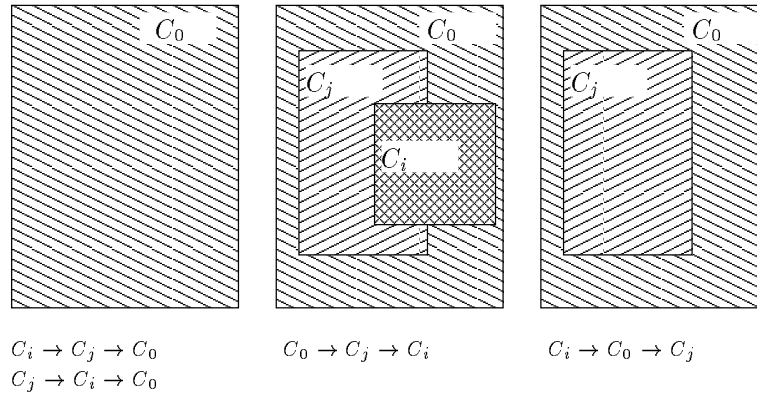 C₀
C₀
C₀
Cⱼ
Cⱼ
Cᵢ
Cᵢ → Cⱼ → C₀
C₀ → Cⱼ → Cᵢ
Cᵢ → C₀ → Cⱼ
Cⱼ → Cᵢ → C₀